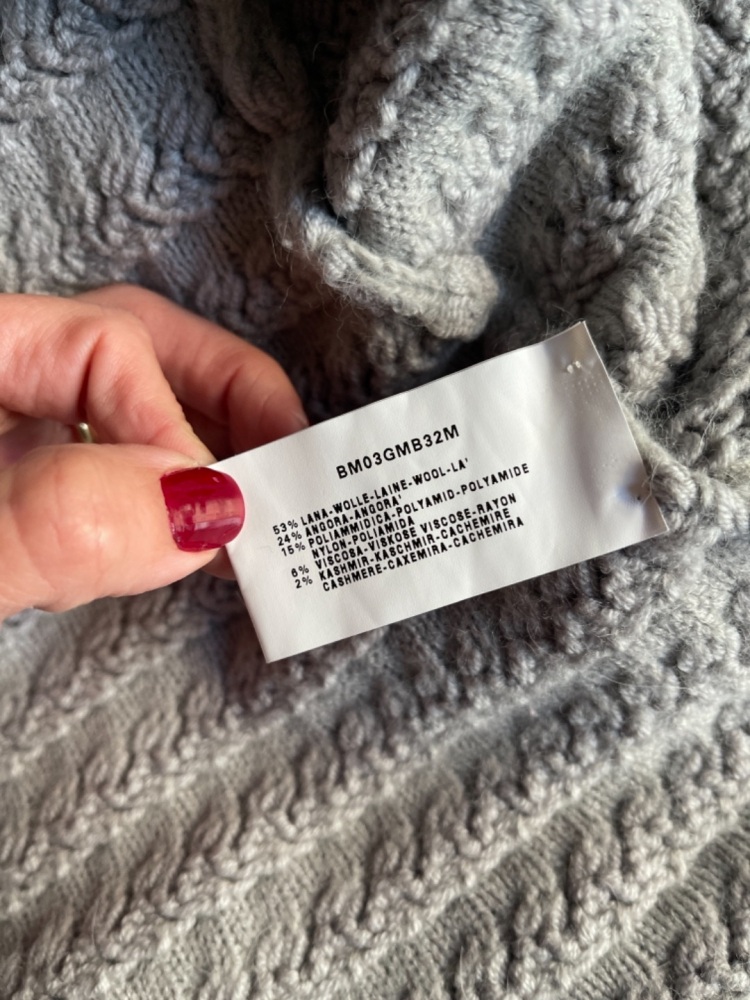 BM03GMB32M
53% LANA-WOLLE-LAINE-WOOL-LA'
24% ANGORA-ANGORA'
15% POLIAMMIDICA-POLYAMID-POLYAMIDE
NYLON-POLIAMIDA
6% VISCOSA-VISKOSE VISCOSE-RAYON
2% KASHMIR-KASCHMIR-CACHEMIRE
CASHMERE-CAXEMIRA-CACHEMIRA